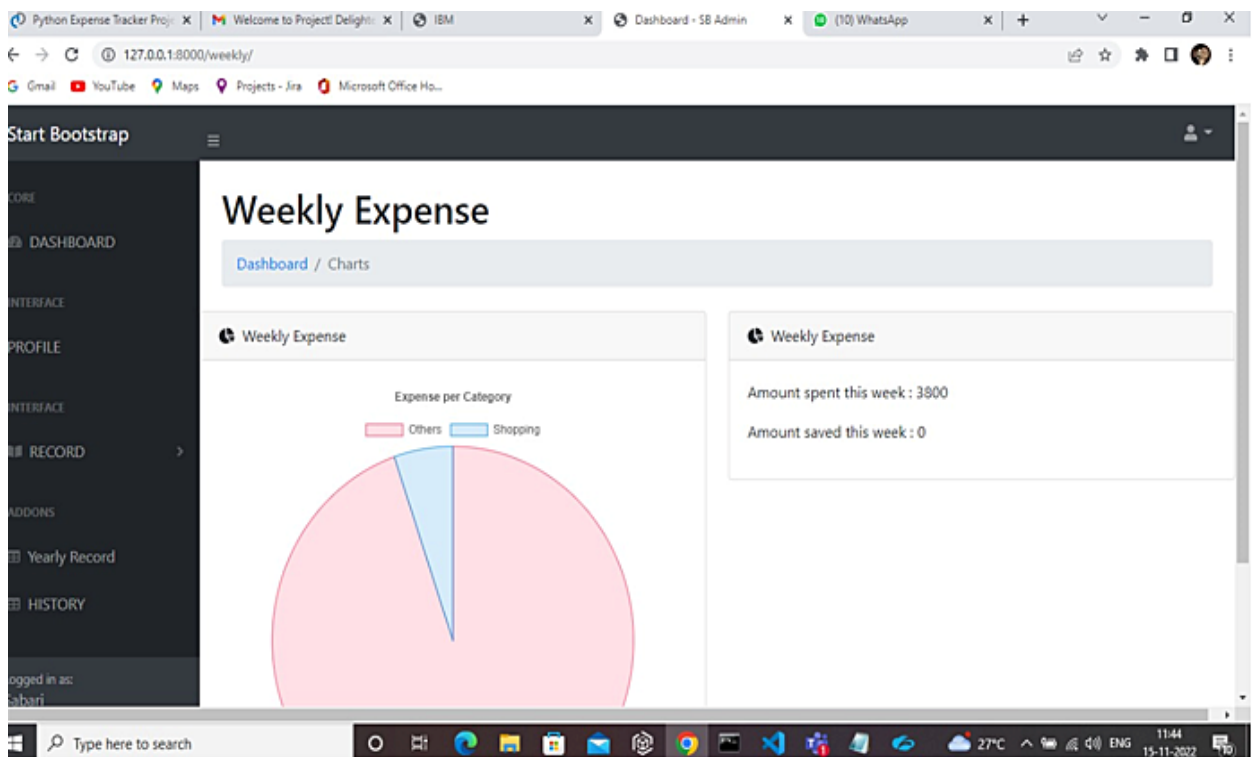 Python Expense Tracker Proj
Welcome to Project! Delight
IBM
Dashboard - SB Admin
(10) WhatsApp
127.0.0.1:8000/weekly/
Gmail
YouTube
Maps
Projects - Jira
Microsoft Office Ho...
Start Bootstrap
CORE
DASHBOARD
INTERFACE
PROFILE
INTERFACE
RECORD
ADDONS
Yearly Record
HISTORY
ogged in as:
Sabari
Weekly Expense
Dashboard / Charts
Weekly Expense
Expense per Category
Others
Shopping
Weekly Expense
Amount spent this week : 3800
Amount saved this week : 0
Type here to search
27°C
ENG
11:44
15-11-2022